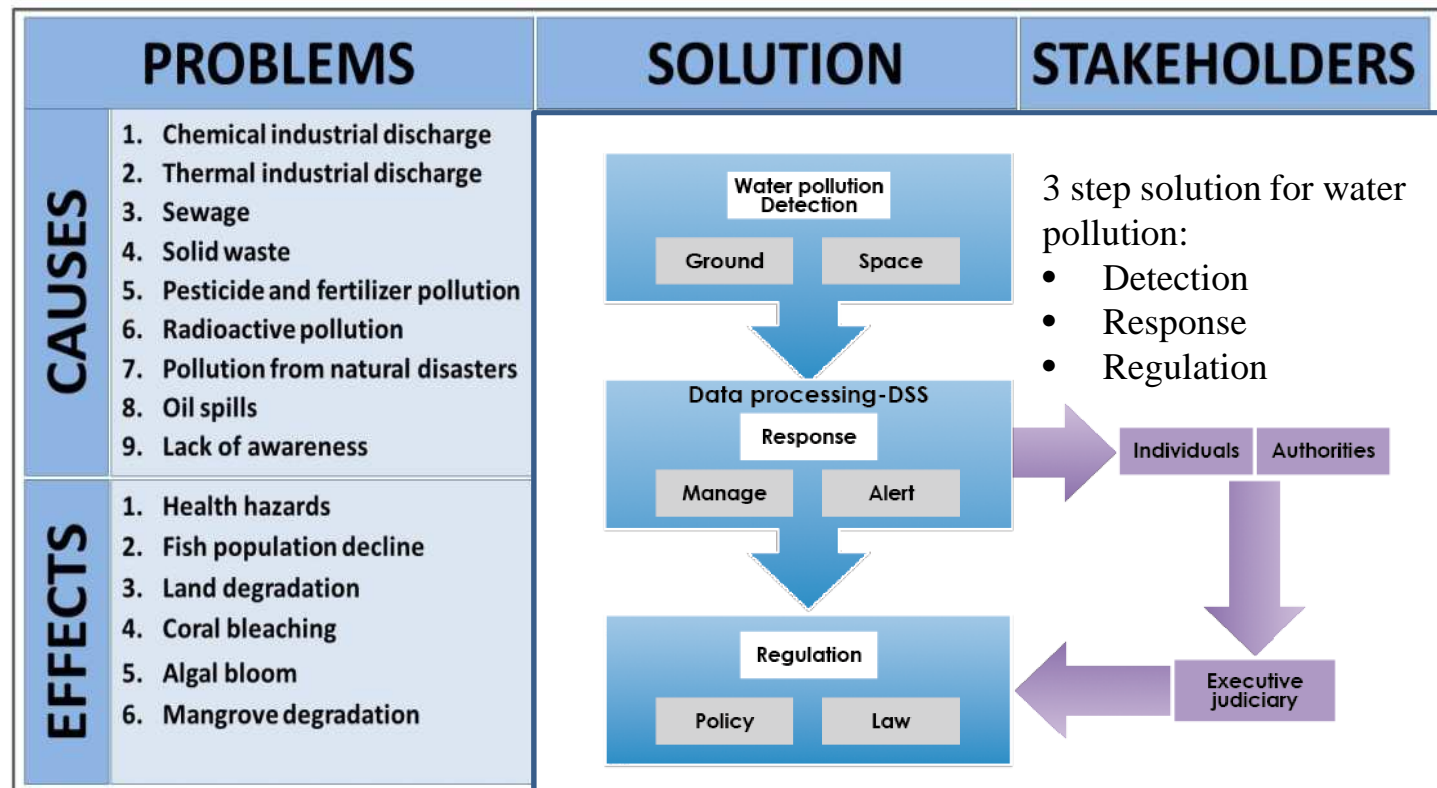 PROBLEMS
SOLUTION
STAKEHOLDERS
CAUSES
1. Chemical industrial discharge
2. Thermal industrial discharge
3. Sewage
4. Solid waste
5. Pesticide and fertilizer pollution
6. Radioactive pollution
7. Pollution from natural disasters
8. Oil spills
9. Lack of awareness
EFFECTS
1. Health hazards
2. Fish population decline
3. Land degradation
4. Coral bleaching
5. Algal bloom
6. Mangrove degradation
Water pollution
Detection
Ground
Space
Data processing-DSS
Response
Manage
Alert
Regulation
Policy
Law
3 step solution for water
pollution:
• Detection
• Response
• Regulation
Individuals
Authorities
Executive
judiciary